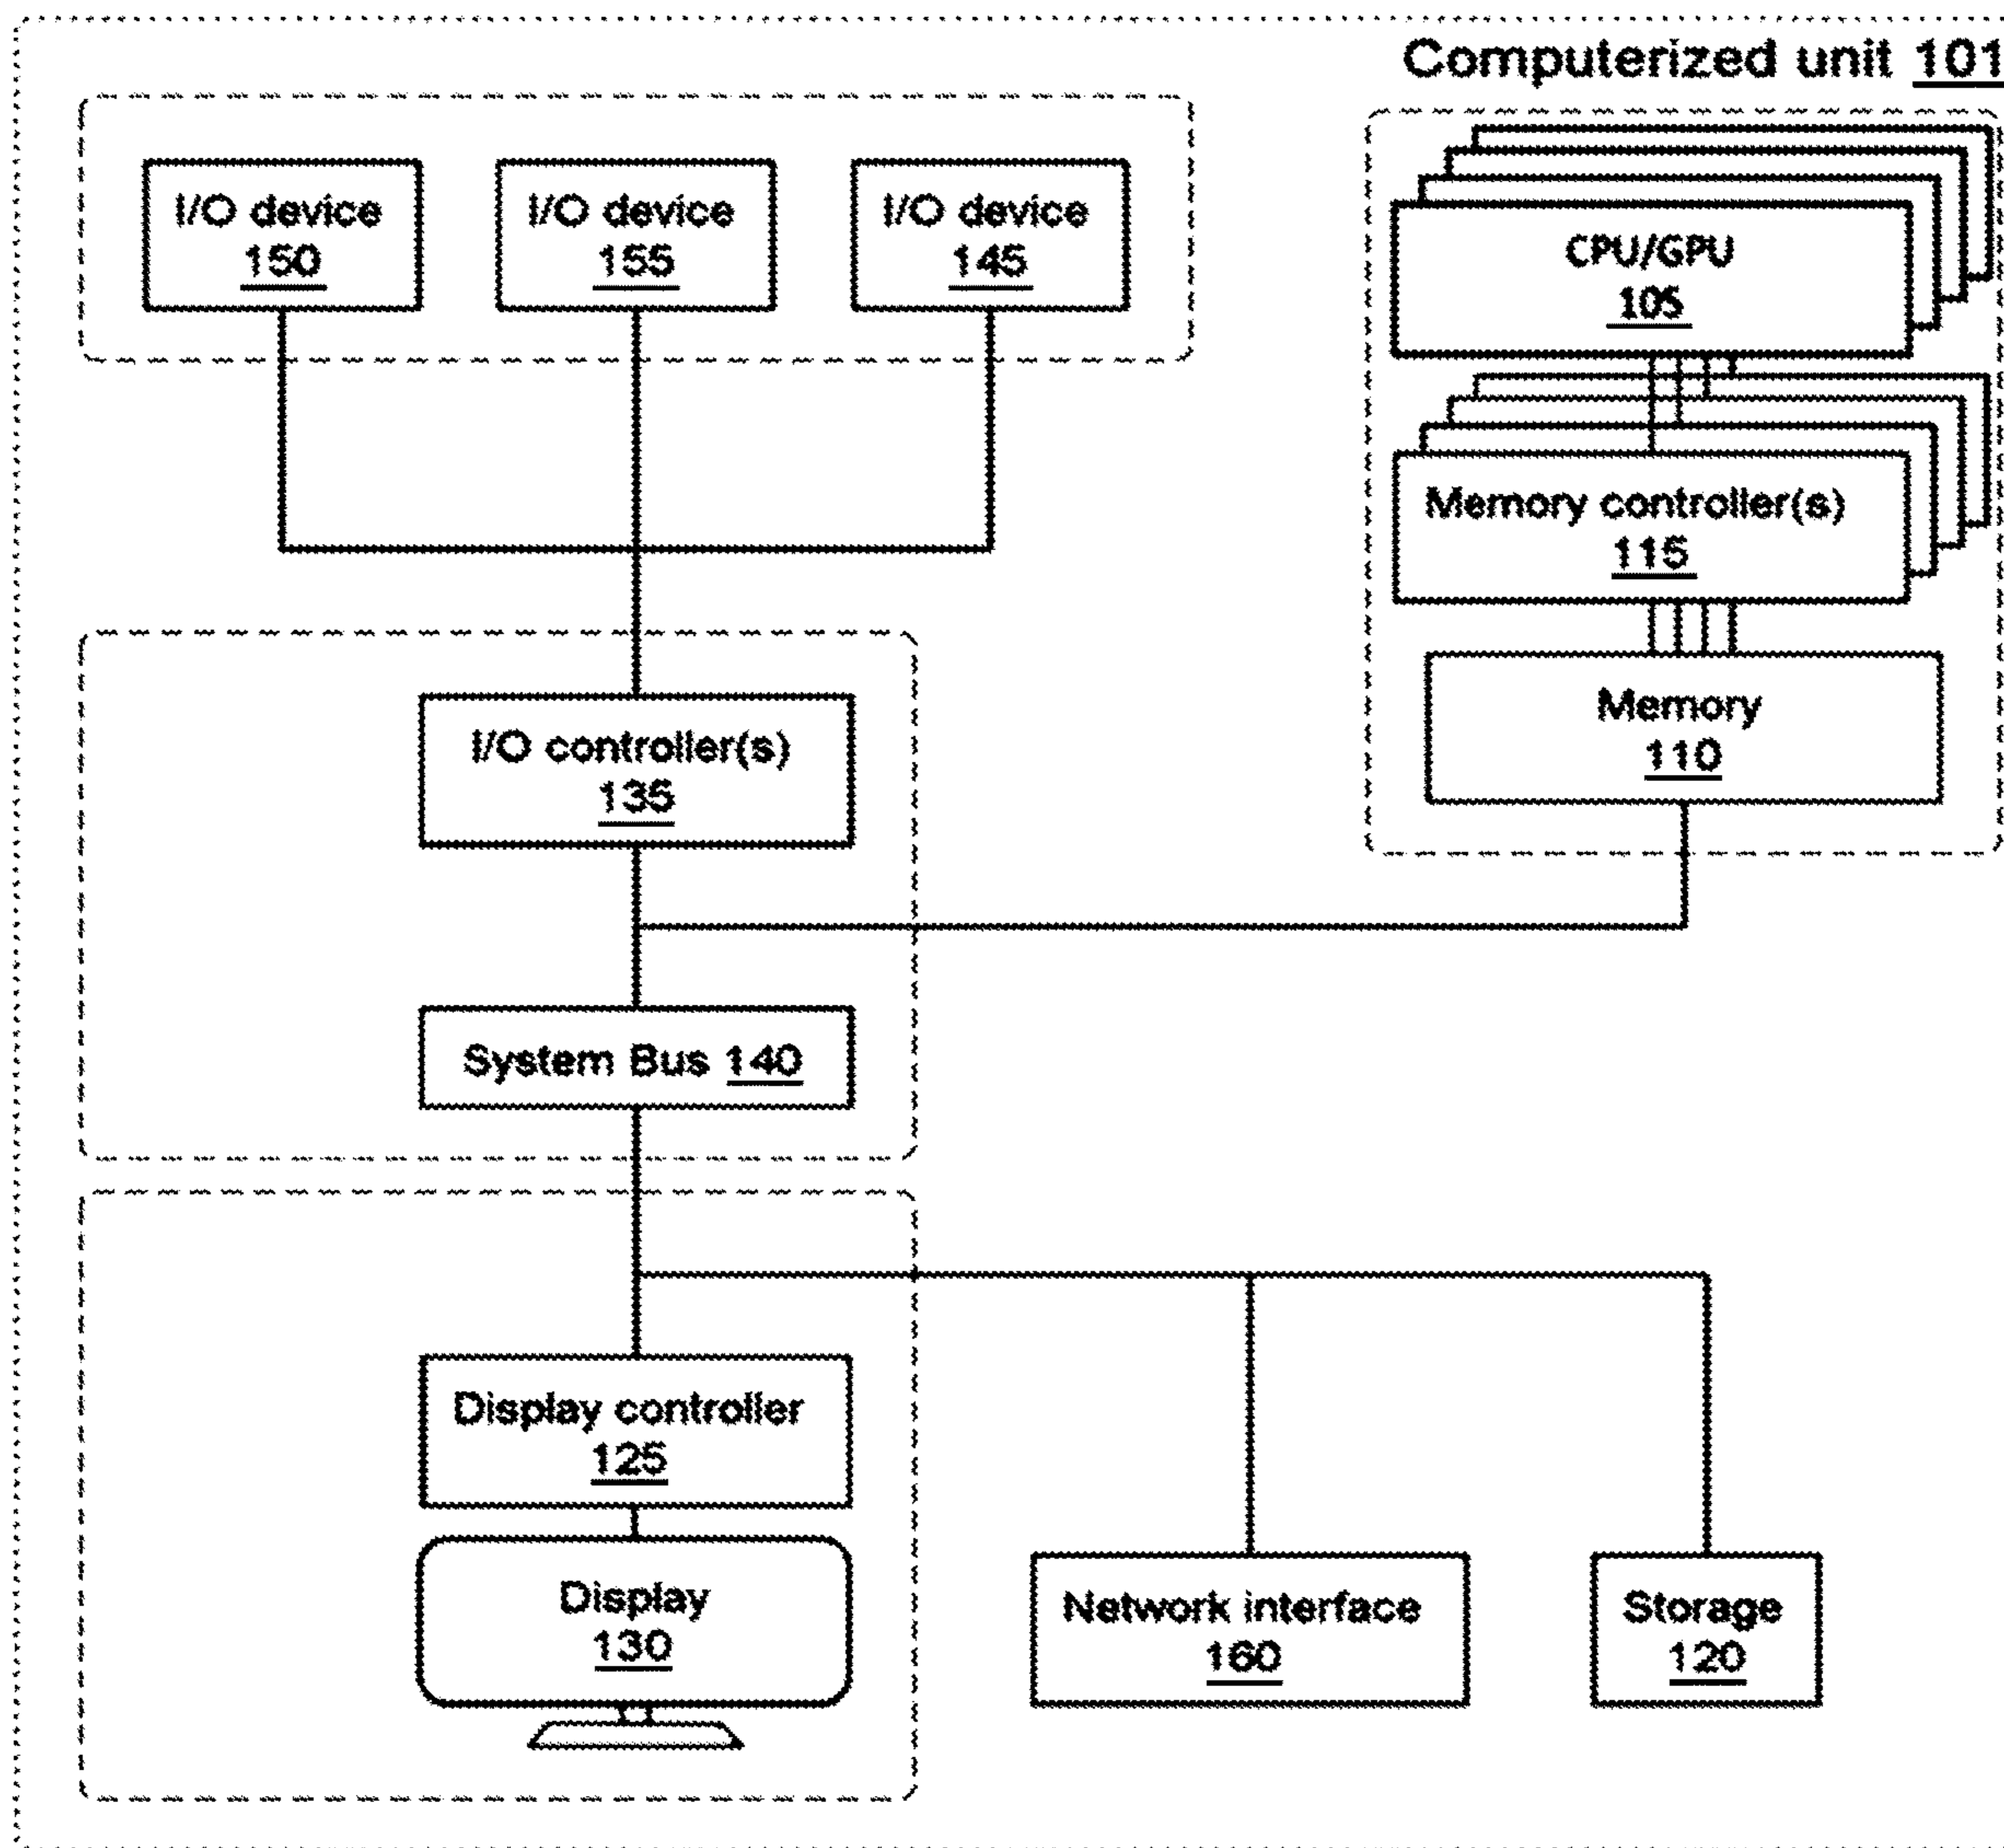 Computerized unit 101
I/O device
150
I/O device
155
I/O device
145
CPU/GPU
105
Memory controller(s)
115
Memory
110
I/O controller(s)
135
System Bus 140
Display controller
125
Display
130
Network interface
160
Storage
120